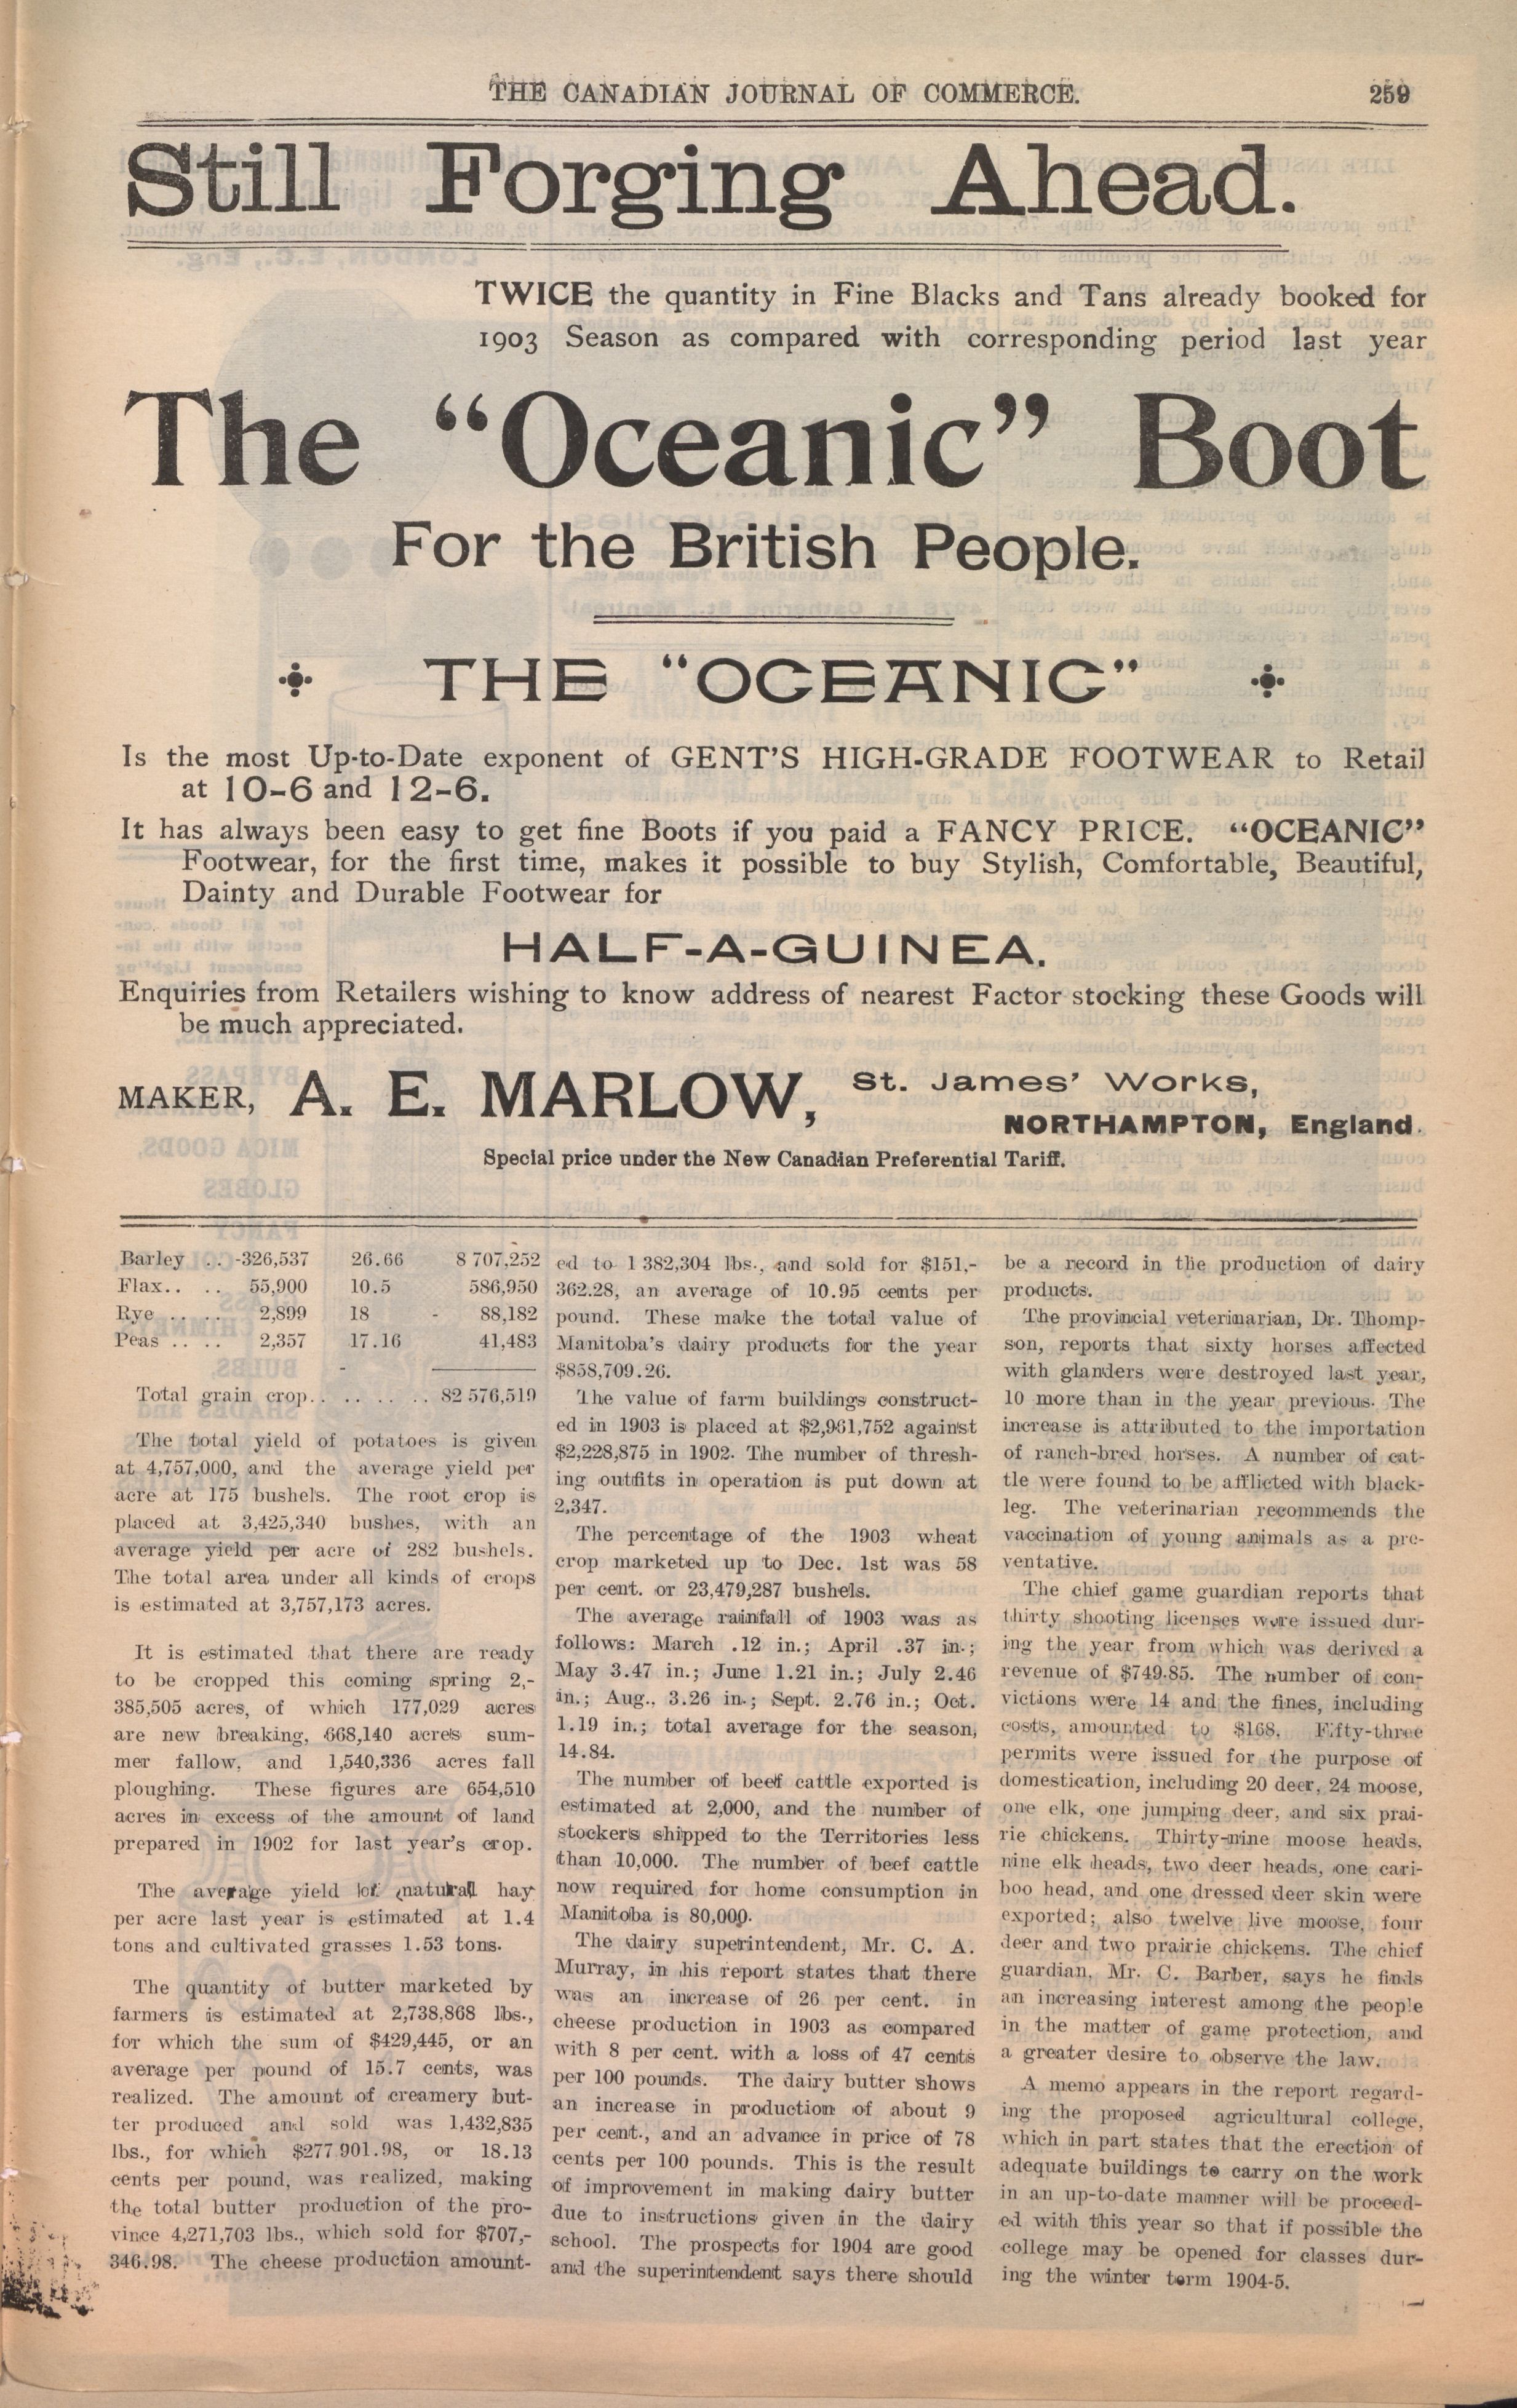 THE CANADIAN JOURNAL OF COMMERCE. 259
Still Forging Ahead.
TWICE the quantity in Fine Blacks and Tans already booked for
1903 Season as compared with corresponding period last year
The “Oceanic” Boot
For the British People.
THE “OCEANIC”
Is the most Up-to-Date exponent of GENT'S HIGH-GRADE FOOTWEAR to Retail
at 10-6 and 12-6.
It has always been easy to get fine Boots if you paid a FANCY PRICE. “OCEANIC”
Footwear, for the first time, makes it possible to buy Stylish, Comfortable, Beautiful,
Dainty and Durable Footwear for
HALF-A-GUINEA.
Enquiries from Retailers wishing to know address of nearest Factor stocking these Goods will
be much appreciated.
MAKER, A. E. MARLOW, St. James' Works,
NORTHAMPTON, England.
Special price under the New Canadian Preferential Tariff.
Barley .. -326,537 26.66 8 707,252
Flax.. .. 55,900 10.5 586,950
Rye .. .. 2,899 18 - 88,182
Peas .. .. 2,357 17.16 41,483
Total grain crop.. .. .. .. 82 576,519
The total yield of potatoes is given
at 4,757,000, and the average yield per
acre at 175 bushels. The root crop is
placed at 3,425,340 bushes, with an
average yield per acre of 282 bushels.
The total area under all kinds of crops
is estimated at 3,757,173 acres.
It is estimated that there are ready
to be cropped this coming spring 2,-
385,505 acres, of which 177,029 acres
are new breaking, 668,140 acres sum-
mer fallow, and 1,540,336 acres fall
ploughing. These figures are 654,510
acres in excess of the amount of land
prepared in 1902 for last year's crop.
The average yield of natural hay
per acre last year is estimated at 1.4
tons and cultivated grasses 1.53 tons.
The quantity of butter marketed by
farmers is estimated at 2,738,868 lbs.,
for which the sum of $429,445, or an
average per pound of 15.7 cents, was
realized. The amount of creamery but-
ter produced and sold was 1,432,835
lbs., for which $277.901.98, or 18.13
cents per pound, was realized, making
the total butter production of the pro-
vince 4,271,703 lbs., which sold for $707,-
346.98. The cheese production amount-
ed to 1 382,304 lbs., and sold for $151,-
362.28, an average of 10.95 cents per
pound. These make the total value of
Manitoba's dairy products for the year
$858,709.26.
The value of farm buildings construct-
ed in 1903 is placed at $2,961,752 against
$2,228,875 in 1902. The number of thresh-
ing outfits in operation is put down at
2,347.
The percentage of the 1903 wheat
crop marketed up to Dec. 1st was 58
per cent. or 23,479,287 bushels.
The average rainfall of 1903 was as
follows: March .12 in.; April .37 in.;
May 3.47 in.; June 1.21 in.; July 2.46
in.; Aug., 3.26 in.; Sept. 2.76 in.; Oct.
1.19 in.; total average for the season,
14.84.
The number of beef cattle exported is
estimated at 2,000, and the number of
stockers shipped to the Territories less
than 10,000. The number of beef cattle
now required for home consumption in
Manitoba is 80,000.
The dairy superintendent, Mr. C. A.
Murray, in his report states that there
was an increase of 26 per cent. in
cheese production in 1903 as compared
with 8 per cent. with a loss of 47 cents
per 100 pounds. The dairy butter shows
an increase in production of about 9
per cent., and an advance in price of 78
cents per 100 pounds. This is the result
of improvement in making dairy butter
due to instructions given in the dairy
school. The prospects for 1904 are good
and the superintendent says there should
be a record in the production of dairy
products.
The provincial veterinarian, Dr. Thomp-
son, reports that sixty horses affected
with glanders were destroyed last year,
10 more than in the year previous. The
increase is attributed to the importation
of ranch-bred horses. A number of cat-
tle were found to be afflicted with black-
leg. The veterinarian recommends the
vaccination of young animals as a pre-
ventative.
The chief game guardian reports that
thirty shooting licenses were issued dur-
ing the year from which was derived a
revenue of $749.85. The number of con-
victions were 14 and the fines, including
costs, amounted to $168. Fifty-three
permits were issued for the purpose of
domestication, including 20 deer, 24 moose,
one elk, one jumping deer, and six prai-
rie chickens. Thirty-nine moose heads,
nine elk heads, two deer heads, one cari-
boo head, and one dressed deer skin were
exported; also twelve live moose, four
deer and two prairie chickens. The chief
guardian, Mr. C. Barber, says he finds
an increasing interest among the people
in the matter of game protection, and
a greater desire to observe the law.
A memo appears in the report regard-
ing the proposed agricultural college,
which in part states that the erection of
adequate buildings to carry on the work
in an up-to-date manner will be proceed-
ed with this year so that if possible the
college may be opened for classes dur-
ing the winter term 1904-5.